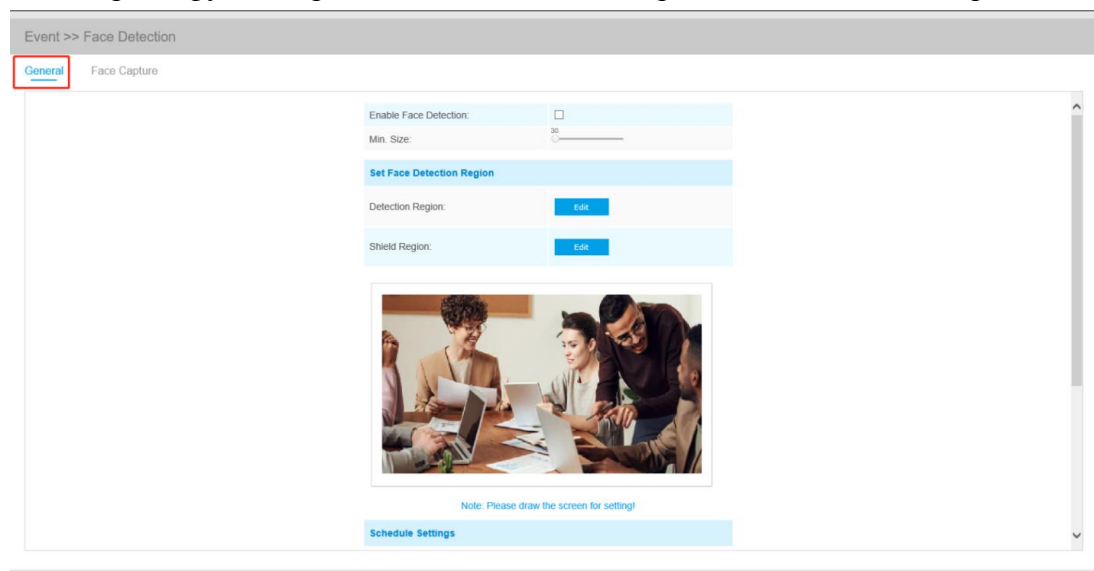 Event >> Face Detection
General Face Capture
Enable Face Detection:
30
Min. Size:
Set Face Detection Region
Detection Region: Edit
Shield Region: Edit
Note: Please draw the screen for setting!
Schedule Settings